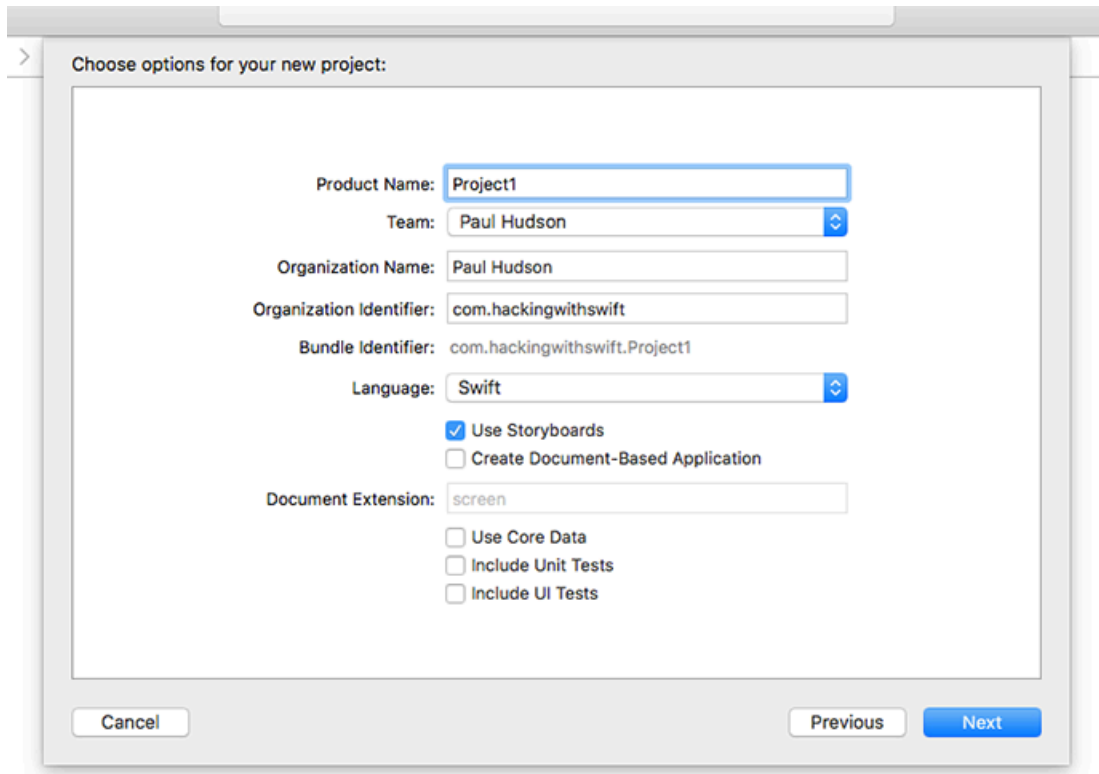 Choose options for your new project:
Product Name: Project1
Team: Paul Hudson
Organization Name: Paul Hudson
Organization Identifier: com.hackingwithswift
Bundle Identifier: com.hackingwithswift.Project1
Language: Swift
Use Storyboards
Create Document-Based Application
Document Extension: screen
Use Core Data
Include Unit Tests
Include UI Tests
Cancel Previous Next